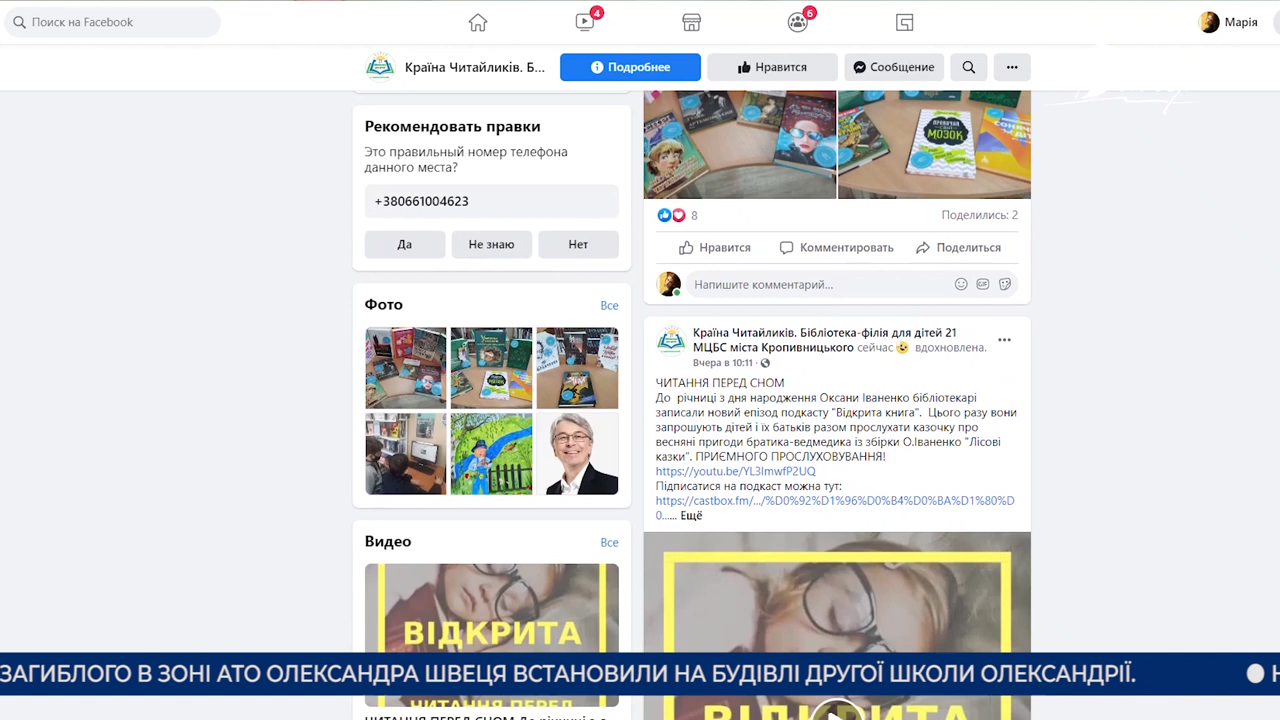 Поиск на Facebook
4
6
Марія
Країна Читайликів. Б...
Подробнее
Нравится
Сообщение
Рекомендовать правки
Это правильный номер телефона
данного места?
+380661004623
Да
Не знаю
Нет
МОЗОК
8
Поделились: 2
Нравится
Комментировать
Поделиться
Напишите комментарий...
GIF
Фото
Все
Країна Читайликів. Бібліотека-філія для дітей 21
МЦБС міста Кропивницького сейчас 🤣 вдохновлена.
Вчера в 10:11 ·
ЧИТАННЯ ПЕРЕД СНОМ
До річниці з дня народження Оксани Іваненко бібліотекарі
записали новий епізод подкасту "Відкрита книга". Цього разу вони
запрошують дітей і їх батьків разом прослухати казочку про
весняні пригоди братика-ведмедика із збірки О.Іваненко "Лісові
казки". ПРИЄМНОГО ПРОСЛУХОВУВАННЯ!
https://youtu.be/YL3lmwfP2UQ
Підписатися на подкаст можна тут:
https://castbox.fm/.../%D0%92%D1%96%D0%B4%D0%BA%D1%80%D
0...... Ещё
Видео
Все
ВІДКРИТА
ЧИТАННЯ ПЕРЕД
ВІДКРИТА
ЗАГИБЛОГО В ЗОНІ АТО ОЛЕКСАНДРА ШВЕЦЯ ВСТАНОВИЛИ НА БУДІВЛІ ДРУГОЇ ШКОЛИ ОЛЕКСАНДРІЇ.